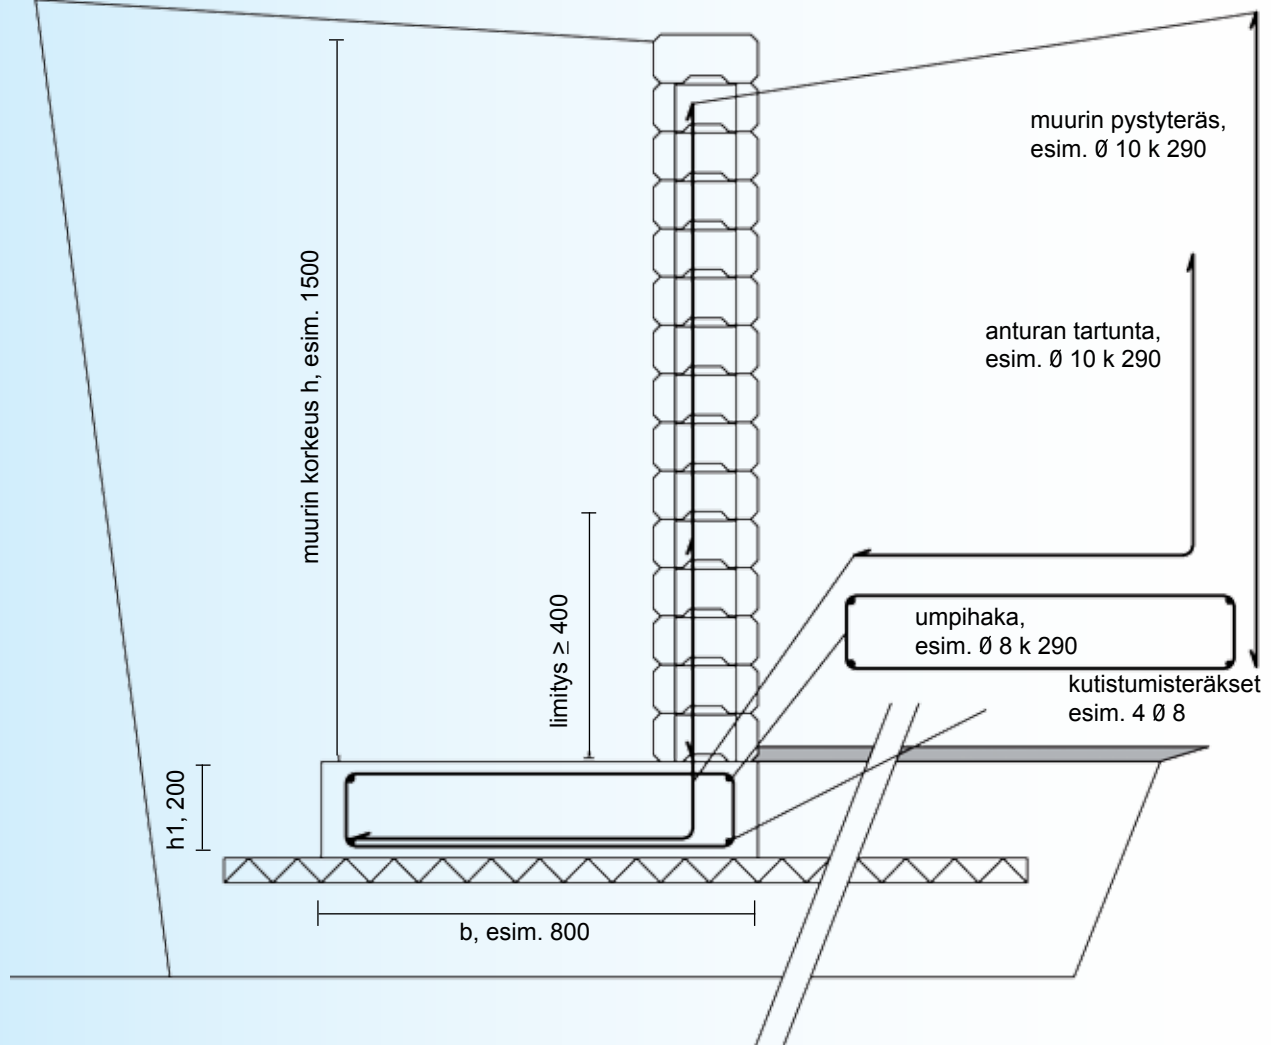 muurin pystyteräs,
esim. Ø 10 k 290
muurin korkeus h, esim. 1500
anturan tartunta,
esim. Ø 10 k 290
limitys ≥ 400
umpihaka,
esim. Ø 8 k 290
kutistumisteräkset
esim. 4 Ø 8
h1, 200
b, esim. 800